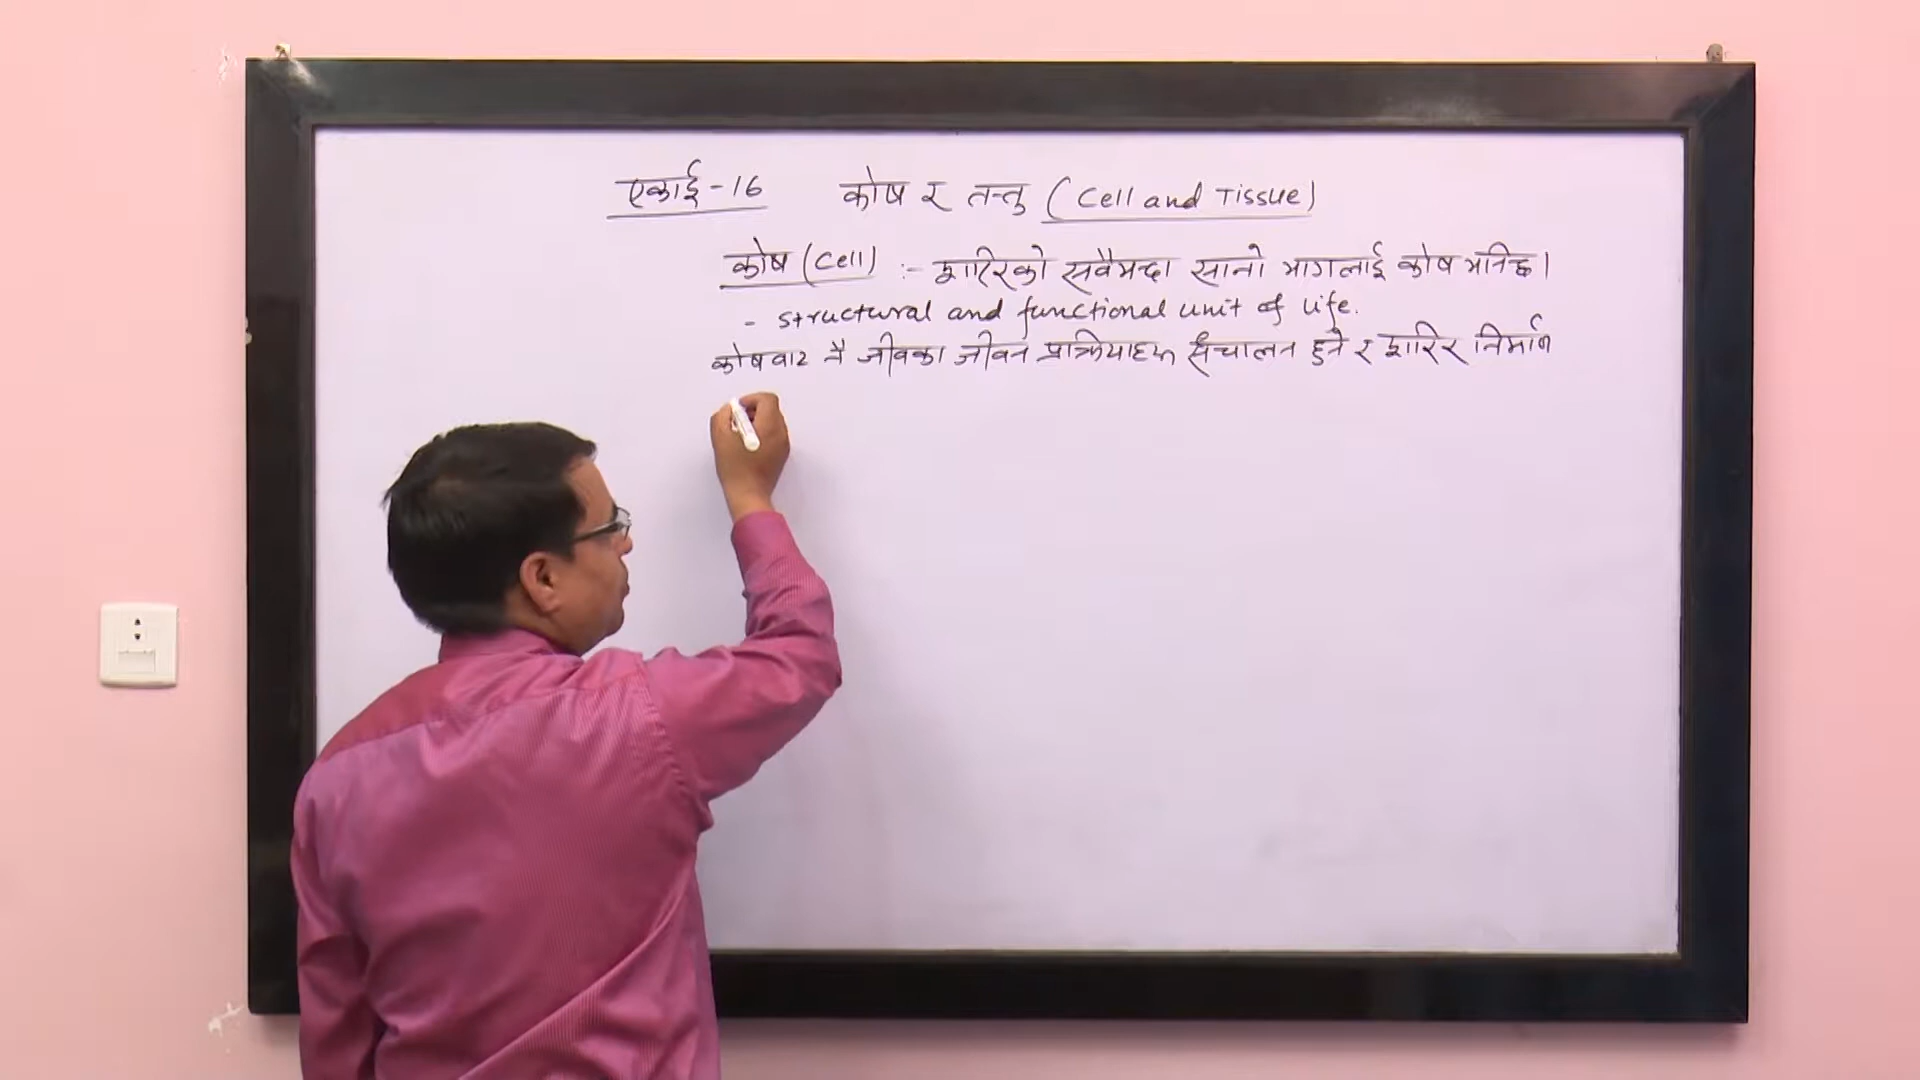 एकाई-16 कोष र तन्तु (Cell and Tissue)
कोष (Cell) :- शरिरको सबैभन्दा सानो भागलाई कोष भनिन्छ।
- structural and functional unit of life.
कोषबाट नै जीवका जीवन प्रक्रियाहरू संचालन हुने र शरिर निर्माण